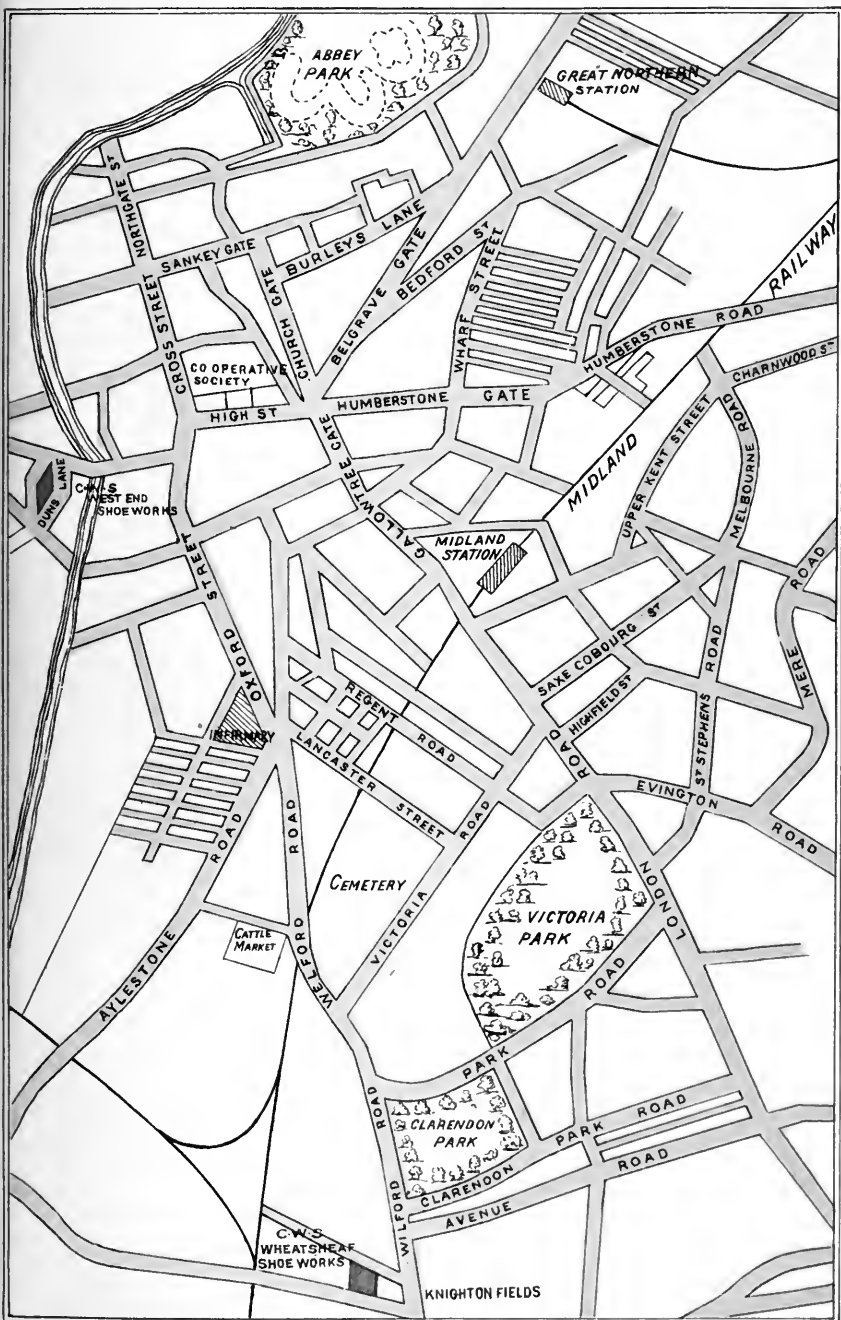 ABBEY
PARK
GREAT NORTHERN
STATION
NORTHGATE ST
SANKEY GATE
BURLEYS LANE
CHURCH GATE
BELGRAVE GATE
BEDFORD ST
WHARF STREET
RAILWAY
CROSS STREET
CO OPERATIVE
SOCIETY
HIGH ST
HUMBERSTONE GATE
HUMBERSTONE ROAD
CHARNWOOD ST
DUNS LANE
C·W·S
WEST END
SHOE WORKS
GALLOWTREE GATE
MIDLAND
UPPER KENT STREET
MELBOURNE ROAD
MIDLAND
STATION
OXFORD STREET
SAXE COBOURG ST
MERE ROAD
HIGHFIELD ST
ST STEPHENS ROAD
INFIRMARY
REGENT ROAD
LANCASTER STREET
EVINGTON ROAD
LONDON ROAD
AYLESTONE ROAD
WELFORD ROAD
CEMETERY
VICTORIA ROAD
CATTLE
MARKET
VICTORIA
PARK
PARK ROAD
CLARENDON
PARK
CLARENDON PARK ROAD
AVENUE ROAD
WILFORD ROAD
C·W·S
WHEATSHEAF
SHOE WORKS
KNIGHTON FIELDS